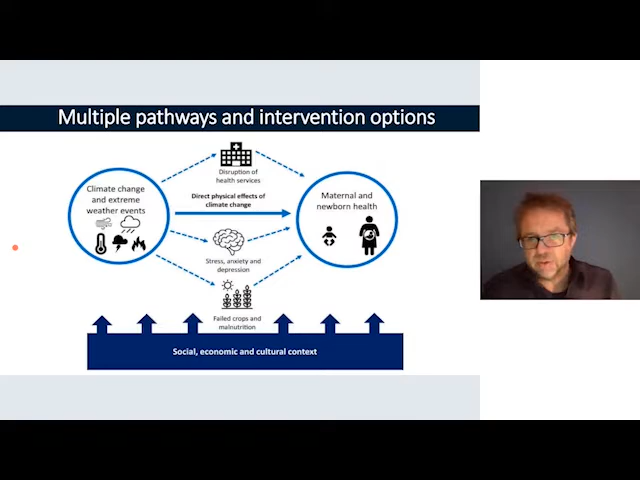 Multiple pathways and intervention options
Disruption of
health services
Climate change
and extreme
weather events
Direct physical effects of
climate change
Maternal and
newborn health
Stress, anxiety and
depression
Failed crops and
malnutrition
Social, economic and cultural context